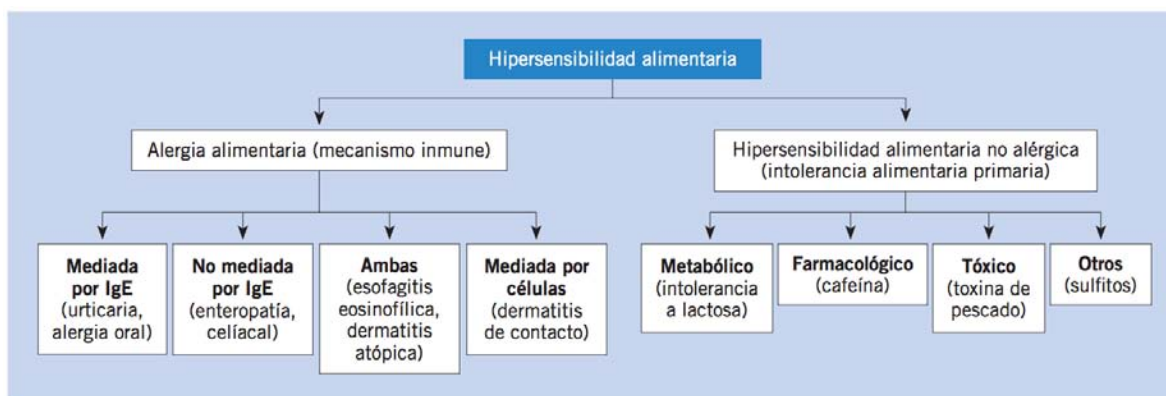 Hipersensibilidad alimentaria
Alergia alimentaria (mecanismo inmune)
Hipersensibilidad alimentaria no alérgica
(intolerancia alimentaria primaria)
Mediada
por IgE
(urticaria,
alergia oral)
No mediada
por IgE
(enteropatía,
celíacal)
Ambas
(esofagitis
eosinofílica,
dermatitis
atópica)
Mediada por
células
(dermatitis
de contacto)
Metabólico
(intolerancia
a lactosa)
Farmacológico
(cafeína)
Tóxico
(toxina de
pescado)
Otros
(sulfitos)